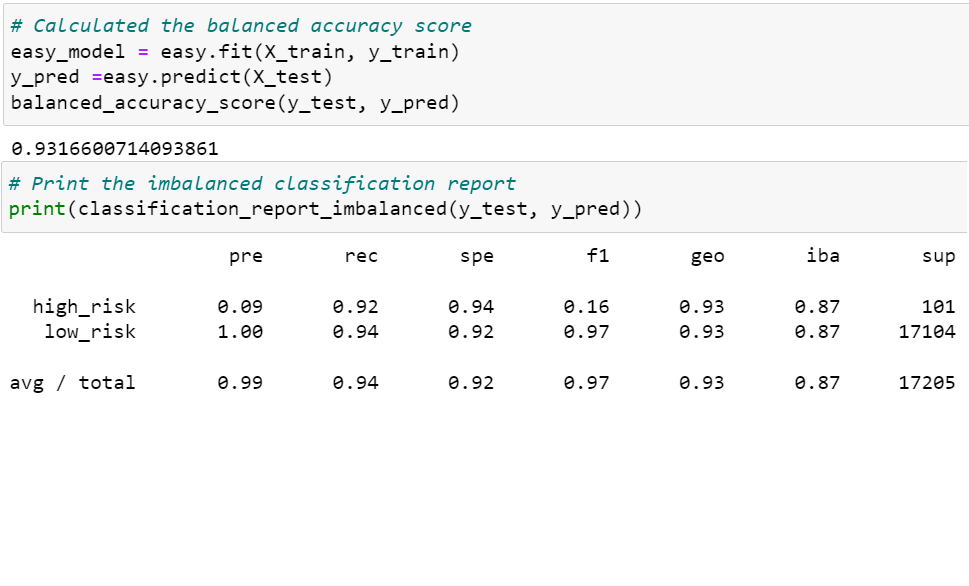 # Calculated the balanced accuracy score
easy_model = easy.fit(X_train, y_train)
y_pred =easy.predict(X_test)
balanced_accuracy_score(y_test, y_pred)
0.9316600714093861
# Print the imbalanced classification report
print(classification_report_imbalanced(y_test, y_pred))
pre rec spe f1 geo iba sup
high_risk 0.09 0.92 0.94 0.16 0.93 0.87 101
low_risk 1.00 0.94 0.92 0.97 0.93 0.87 17104
avg / total 0.99 0.94 0.92 0.97 0.93 0.87 17205